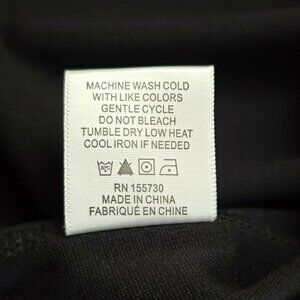 MACHINE WASH COLD
WITH LIKE COLORS
GENTLE CYCLE
DO NOT BLEACH
TUMBLE DRY LOW HEAT
COOL IRON IF NEEDED
RN 155730
MADE IN CHINA
FABRIQUÉ EN CHINE